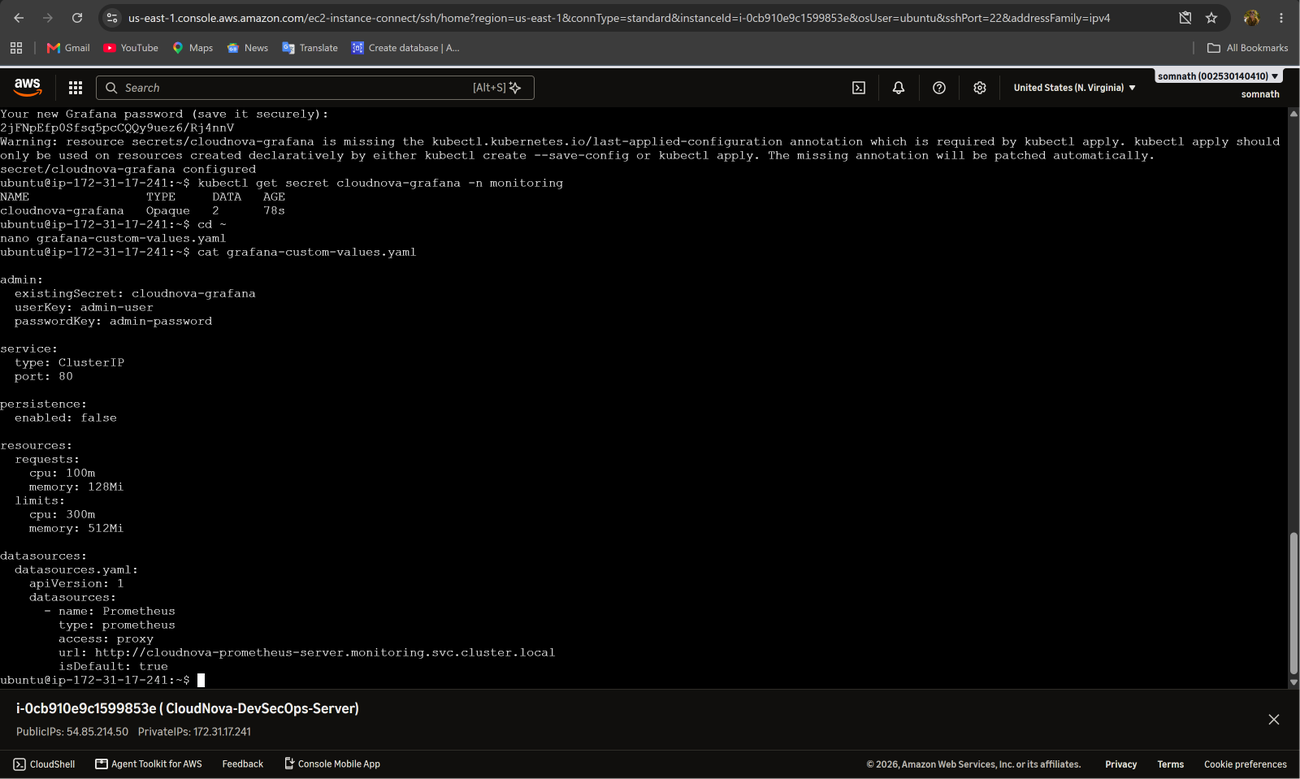 us-east-1.console.aws.amazon.com/ec2-instance-connect/ssh/home?region=us-east-1&connType=standard&instanceId=i-0cb910e9c1599853e&osUser=ubuntu&sshPort=22&addressFamily=ipv4
Gmail YouTube Maps News Translate Create database | A... All Bookmarks
aws Search [Alt+S] United States (N. Virginia) ▼ somnath (002530140410) ▼
somnath
Your new Grafana password (save it securely):
2jFNpEfp0Sfsq5pcCQQy9uez6/Rj4nnV
Warning: resource secrets/cloudnova-grafana is missing the kubectl.kubernetes.io/last-applied-configuration annotation which is required by kubectl apply. kubectl apply should
only be used on resources created declaratively by either kubectl create --save-config or kubectl apply. The missing annotation will be patched automatically.
secret/cloudnova-grafana configured
ubuntu@ip-172-31-17-241:~$ kubectl get secret cloudnova-grafana -n monitoring
NAME                TYPE     DATA   AGE
cloudnova-grafana   Opaque   2      78s
ubuntu@ip-172-31-17-241:~$ cd ~
nano grafana-custom-values.yaml
ubuntu@ip-172-31-17-241:~$ cat grafana-custom-values.yaml
admin:
  existingSecret: cloudnova-grafana
  userKey: admin-user
  passwordKey: admin-password
service:
  type: ClusterIP
  port: 80
persistence:
  enabled: false
resources:
  requests:
    cpu: 100m
    memory: 128Mi
  limits:
    cpu: 300m
    memory: 512Mi
datasources:
  datasources.yaml:
    apiVersion: 1
    datasources:
      - name: Prometheus
        type: prometheus
        access: proxy
        url: http://cloudnova-prometheus-server.monitoring.svc.cluster.local
        isDefault: true
ubuntu@ip-172-31-17-241:~$
i-0cb910e9c1599853e ( CloudNova-DevSecOps-Server)
PublicIPs: 54.85.214.50 PrivateIPs: 172.31.17.241
CloudShell Agent Toolkit for AWS Feedback Console Mobile App © 2026, Amazon Web Services, Inc. or its affiliates. Privacy Terms Cookie preferences